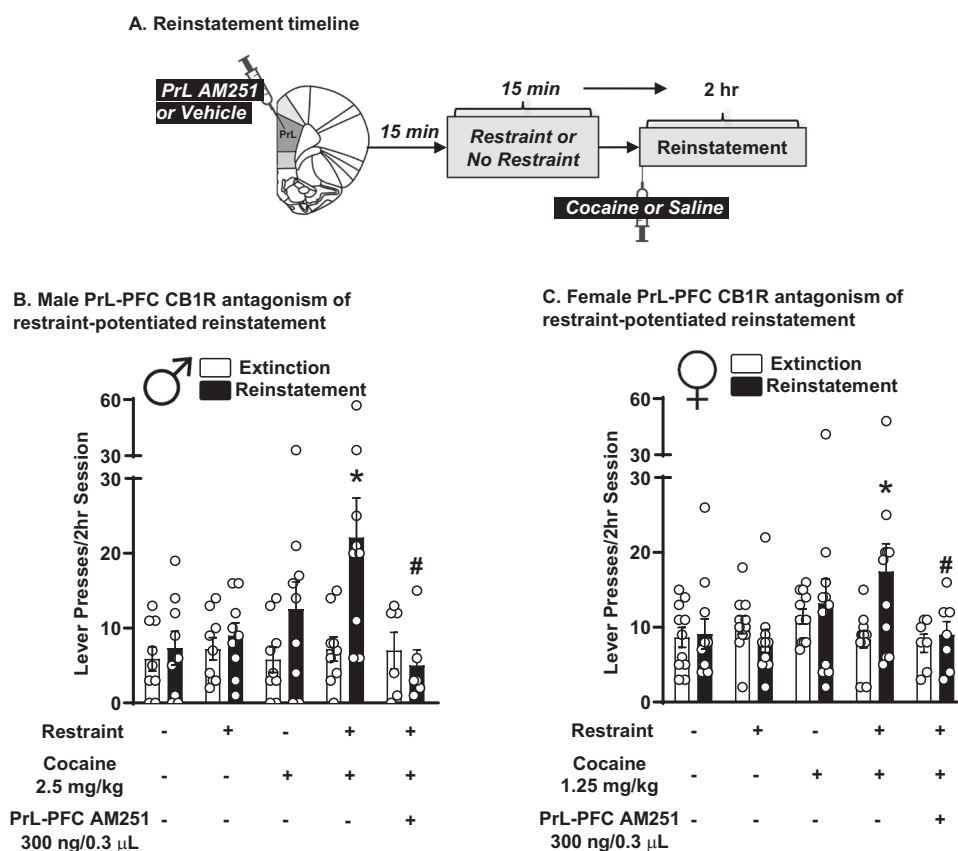 A. Reinstatement timeline
PrL AM251
or Vehicle
PrL
15 min
15 min
2 hr
Restraint or
No Restraint
Reinstatement
Cocaine or Saline
B. Male PrL-PFC CB1R antagonism of
restraint-potentiated reinstatement
Extinction
Reinstatement
Lever Presses/2hr Session
60
30
30
20
10
0
*
#
Restraint - + - + +
Cocaine
2.5 mg/kg
- - + + +
PrL-PFC AM251
300 ng/0.3 μL
- - - - +
C. Female PrL-PFC CB1R antagonism of
restraint-potentiated reinstatement
Extinction
Reinstatement
Lever Presses/2hr Session
60
30
30
20
10
0
*
#
Restraint - + - + +
Cocaine
1.25 mg/kg
- - + + +
PrL-PFC AM251
300 ng/0.3 μL
- - - - +